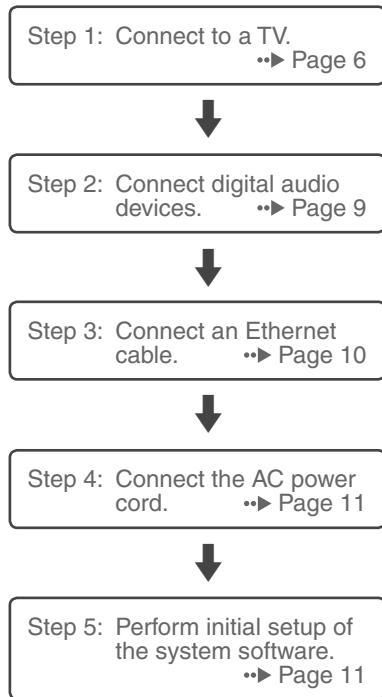 Step 1: Connect to a TV.
••▶ Page 6
Step 2: Connect digital audio
devices. ••▶ Page 9
Step 3: Connect an Ethernet
cable. ••▶ Page 10
Step 4: Connect the AC power
cord. ••▶ Page 11
Step 5: Perform initial setup of
the system software.
••▶ Page 11